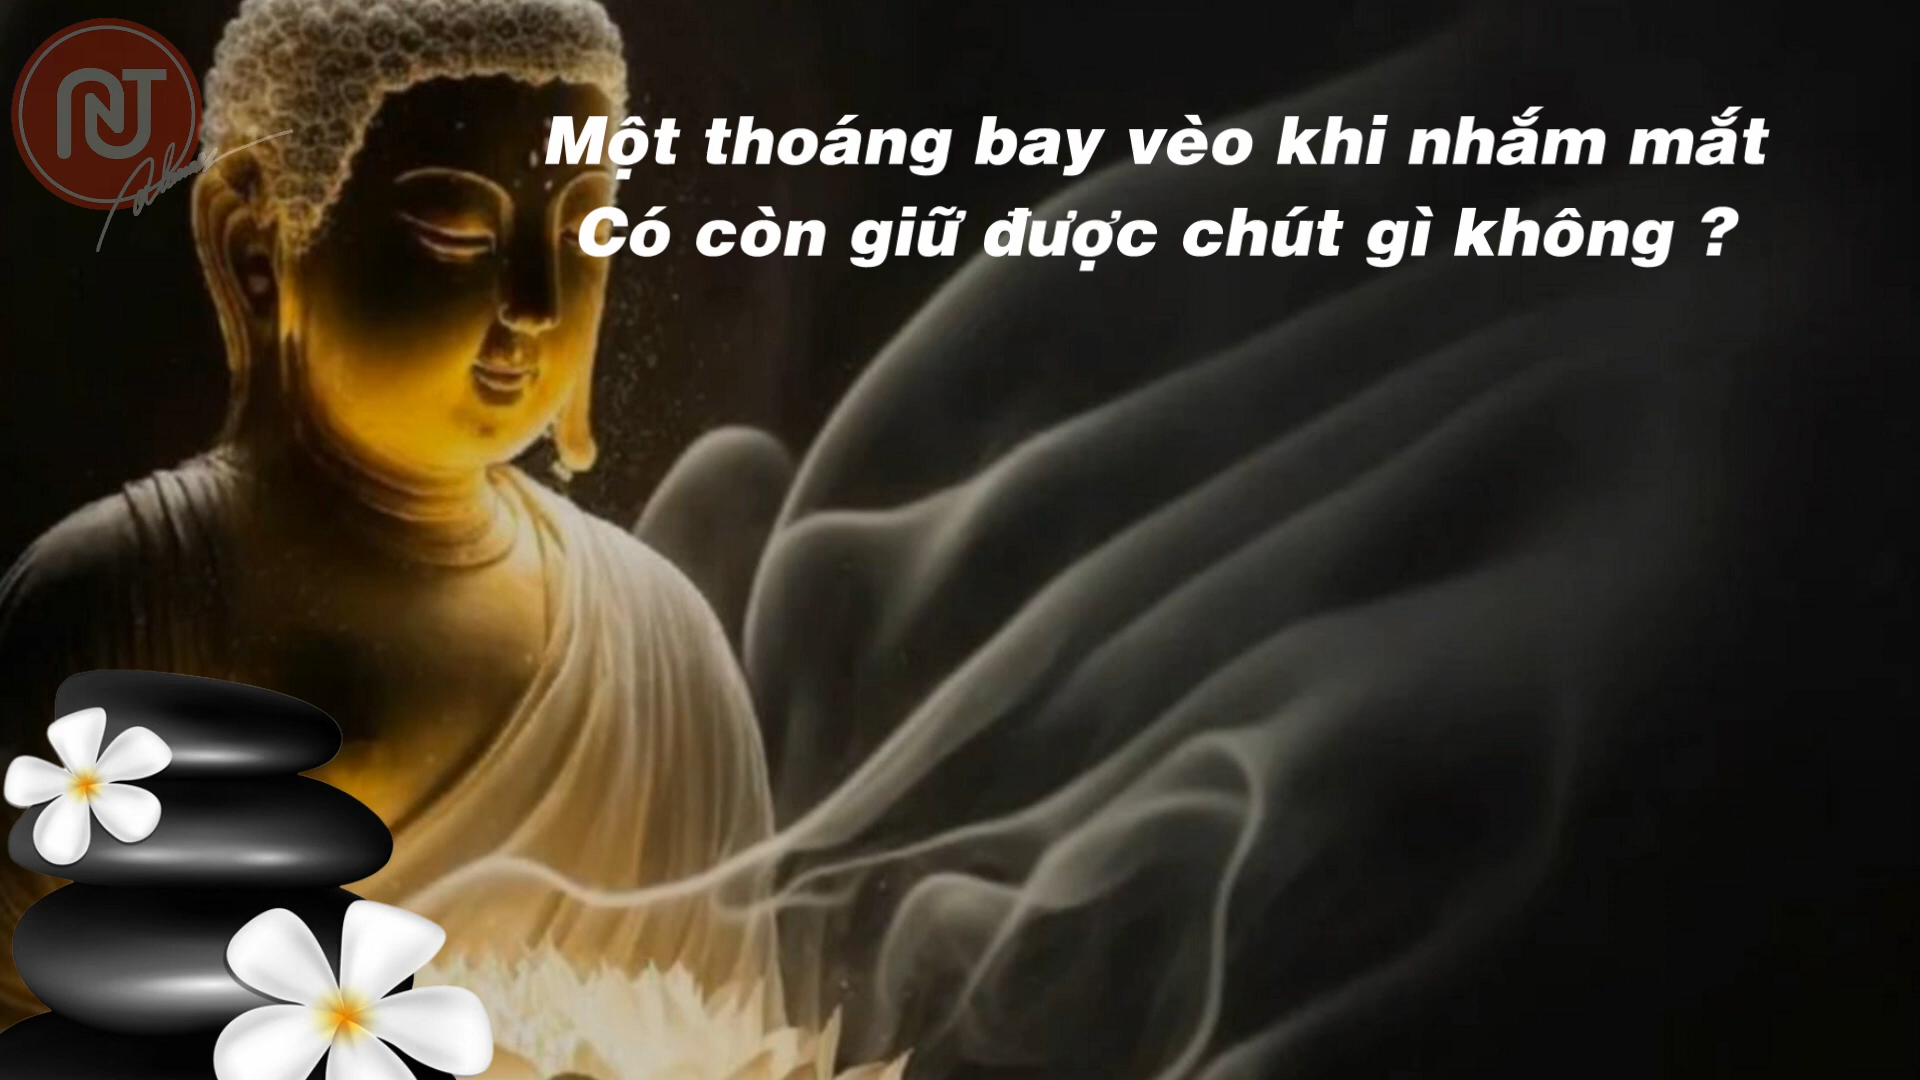 Một thoáng bay vèo khi nhắm mắt
Có còn giữ được chút gì không ?